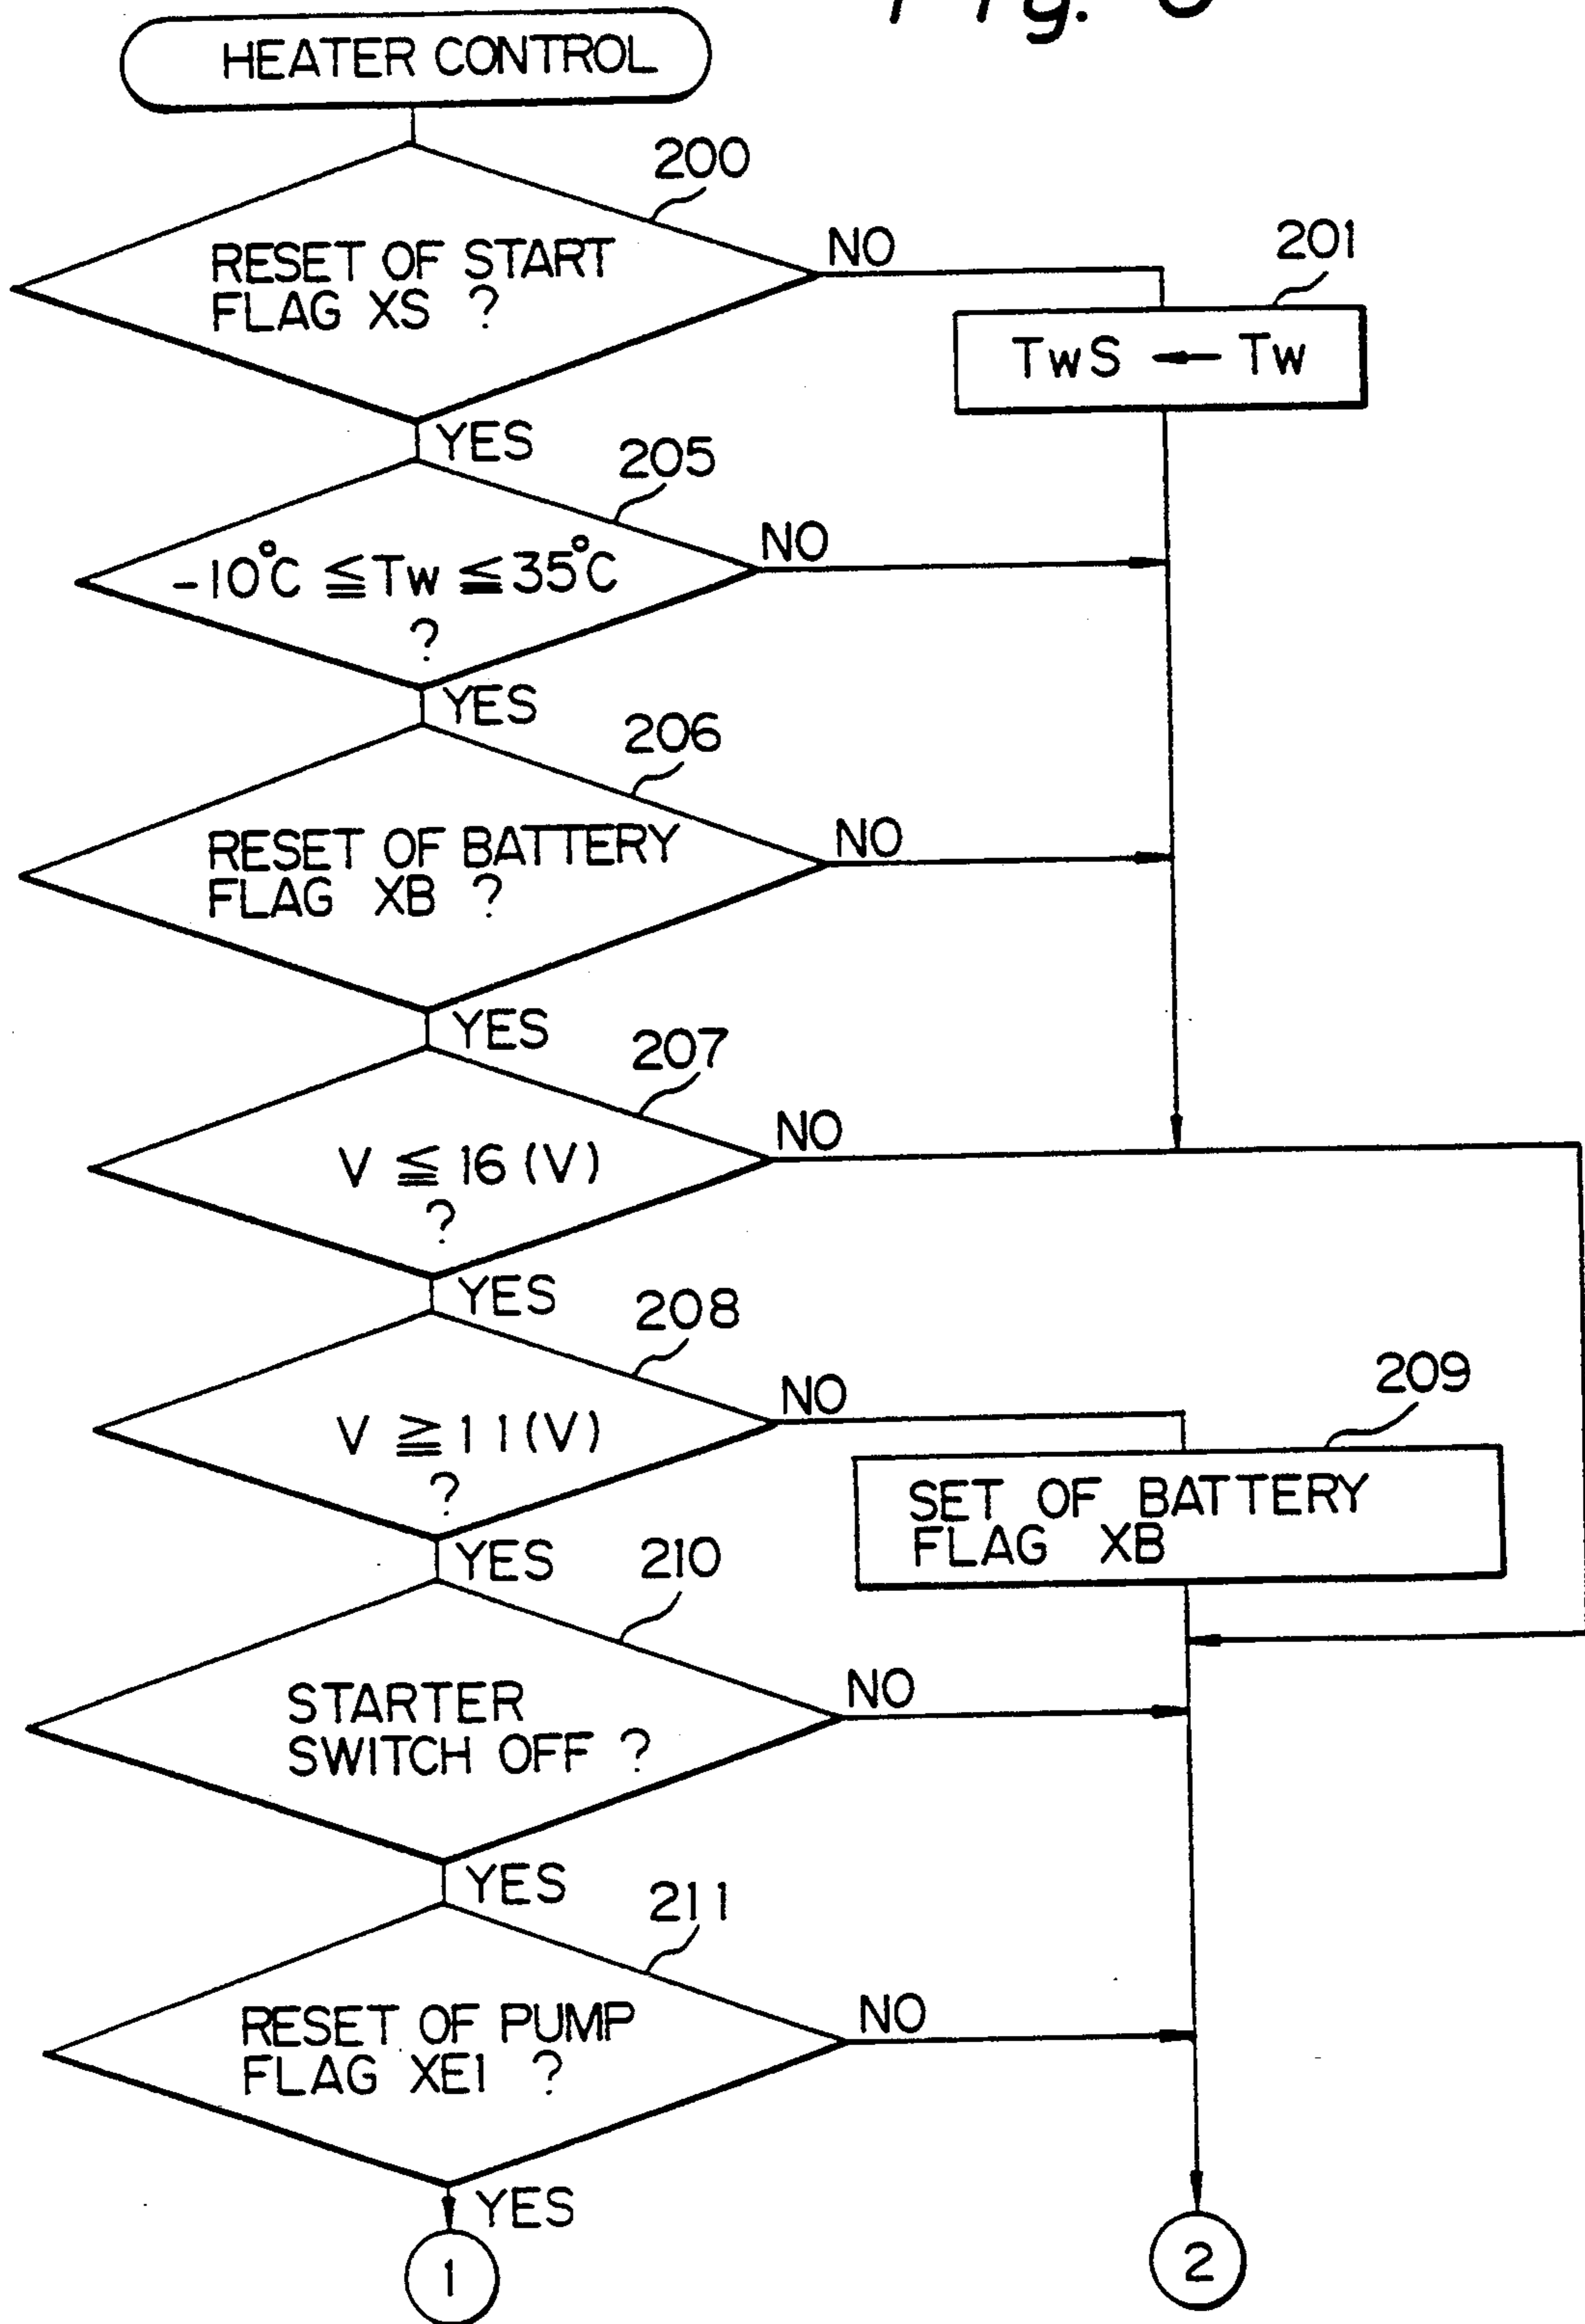 Fig.
HEATER CONTROL
200
RESET OF START
FLAG XS ?
NO
201
TwS ← Tw
YES
205
-10°C ≦ Tw ≦ 35°C
?
NO
YES
206
RESET OF BATTERY
FLAG XB ?
NO
YES
207
V ≦ 16 (V)
?
NO
YES
208
V ≧ 11 (V)
?
NO
209
SET OF BATTERY
FLAG XB
YES
210
STARTER
SWITCH OFF ?
NO
YES
211
RESET OF PUMP
FLAG XE1 ?
NO
YES
1
2